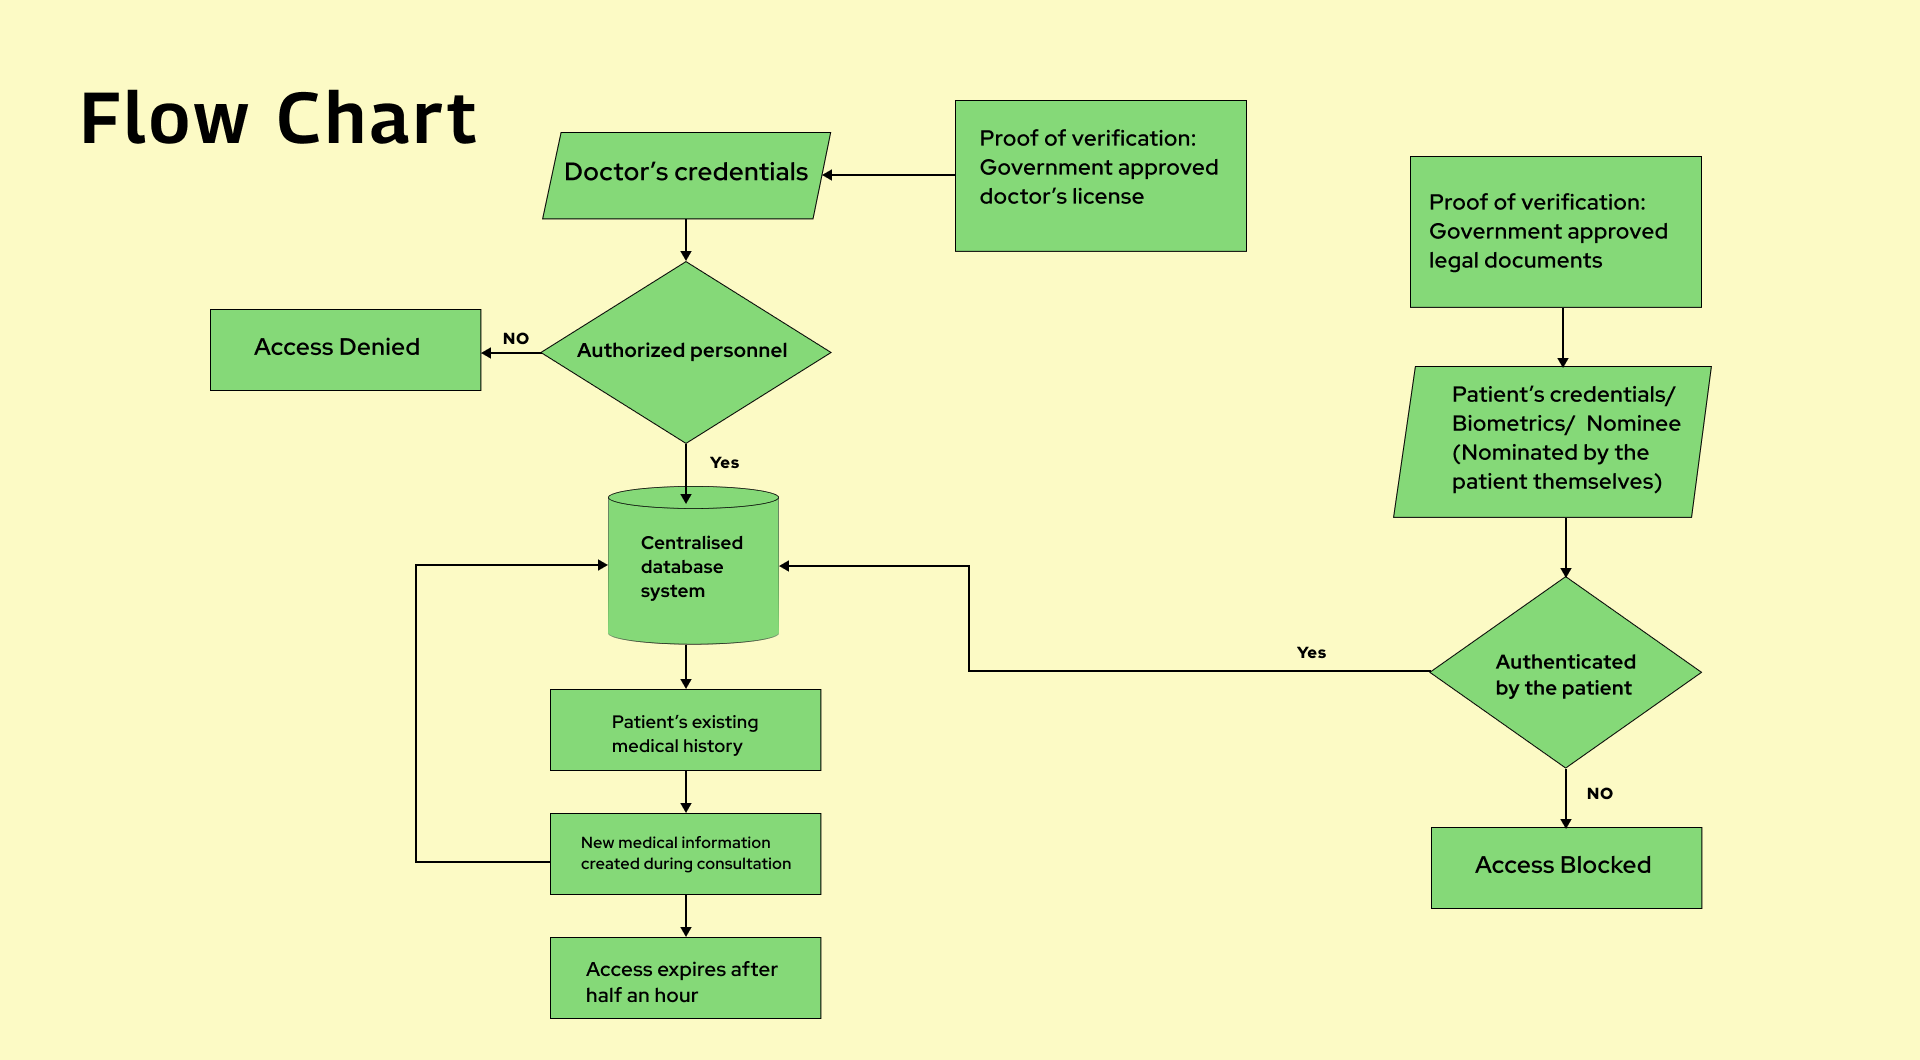 Flow Chart
Doctor’s credentials
Proof of verification:
Government approved
doctor’s license
Proof of verification:
Government approved
legal documents
Access Denied
NO
Authorized personnel
Patient’s credentials/
Biometrics/  Nominee
(Nominated by the
patient themselves)
Yes
Centralised
database
system
Yes
Authenticated
by the patient
Patient’s existing
medical history
NO
New medical information
created during consultation
Access Blocked
Access expires after
half an hour